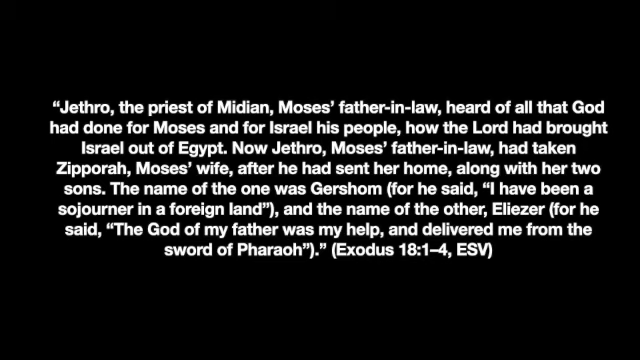 “Jethro, the priest of Midian, Moses’ father-in-law, heard of all that God
had done for Moses and for Israel his people, how the Lord had brought
Israel out of Egypt. Now Jethro, Moses’ father-in-law, had taken
Zipporah, Moses’ wife, after he had sent her home, along with her two
sons. The name of the one was Gershom (for he said, “I have been a
sojourner in a foreign land”), and the name of the other, Eliezer (for he
said, “The God of my father was my help, and delivered me from the
sword of Pharaoh”).” (Exodus 18:1–4, ESV)